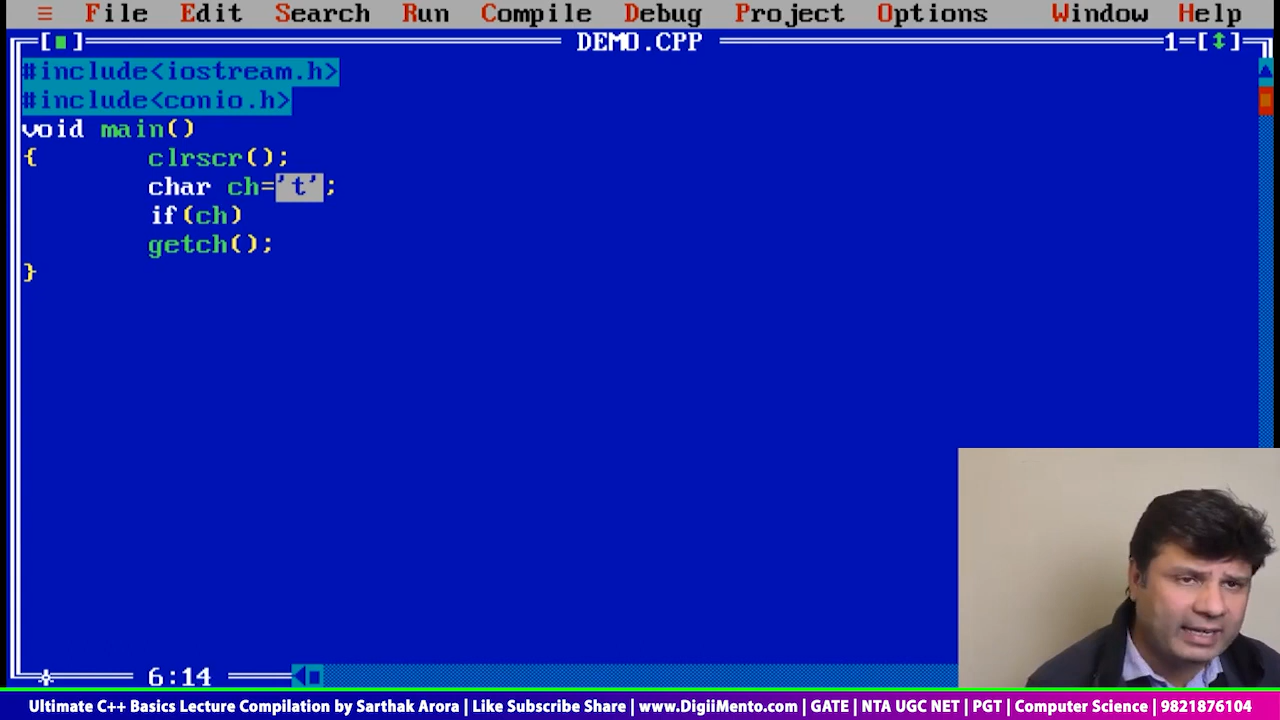 ≡ File Edit Search Run Compile Debug Project Options Window Help
[■] DEMO.CPP 1=[↕]
#include<iostream.h>
#include<conio.h>
void main()
{ clrscr();
char ch='t';
if(ch)
getch();
}
6:14
Ultimate C++ Basics Lecture Compilation by Sarthak Arora | Like Subscribe Share | www.DigiiMento.com | GATE | NTA UGC NET | PGT | Computer Science | 9821876104